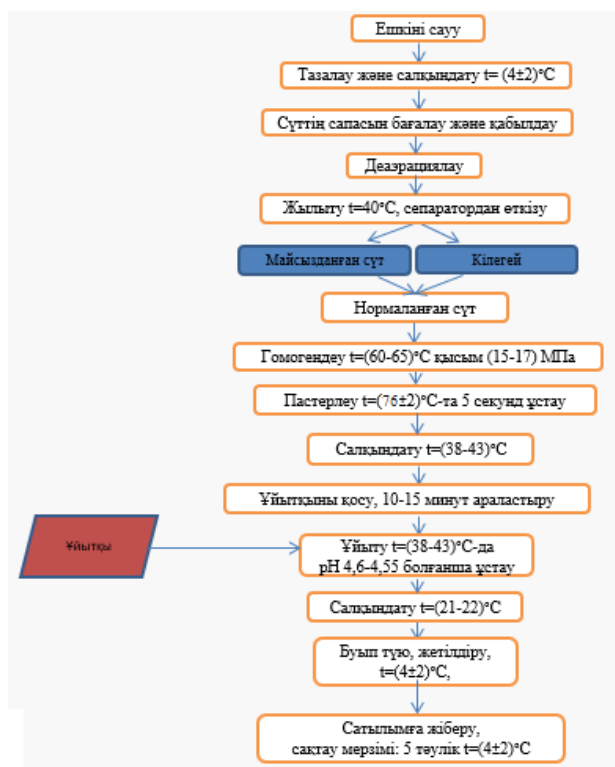 Ешкіні сауу
Тазалау және салқындату t= (4±2)°C
Сүттің сапасын бағалау және қабылдау
Деаэрациялау
Жылыту t=40°C, сепаратордан өткізу
Майсызданған сүт
Кілегей
Нормаланған сүт
Гомогендеу t=(60-65)°C қысым (15-17) МПа
Пастерлеу t=(76±2)°C-та 5 секунд ұстау
Салқындату t=(38-43)°C
Ұйытқыны қосу, 10-15 минут араластыру
Ұйытқы
Ұйыту t=(38-43)°C-да
pH 4,6-4,55 болғанша ұстау
Салқындату t=(21-22)°C
Буып түю, жетілдіру,
t=(4±2)°C,
Сатылымға жіберу,
сақтау мерзімі: 5 тәулік t=(4±2)°C